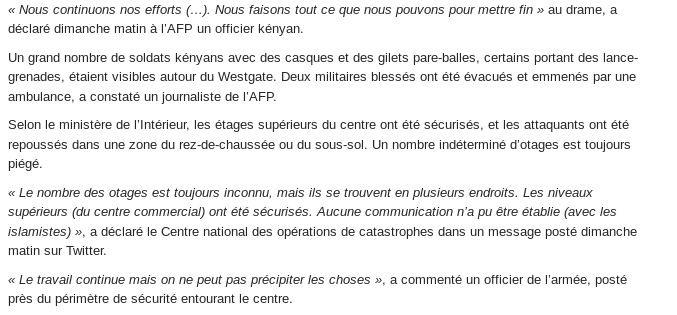 « Nous continuons nos efforts (…). Nous faisons tout ce que nous pouvons pour mettre fin » au drame, a
déclaré dimanche matin à l’AFP un officier kényan.
Un grand nombre de soldats kényans avec des casques et des gilets pare-balles, certains portant des lance-
grenades, étaient visibles autour du Westgate. Deux militaires blessés ont été évacués et emmenés par une
ambulance, a constaté un journaliste de l’AFP.
Selon le ministère de l’Intérieur, les étages supérieurs du centre ont été sécurisés, et les attaquants ont été
repoussés dans une zone du rez-de-chaussée ou du sous-sol. Un nombre indéterminé d’otages est toujours
piégé.
« Le nombre des otages est toujours inconnu, mais ils se trouvent en plusieurs endroits. Les niveaux
supérieurs (du centre commercial) ont été sécurisés. Aucune communication n’a pu être établie (avec les
islamistes) », a déclaré le Centre national des opérations de catastrophes dans un message posté dimanche
matin sur Twitter.
« Le travail continue mais on ne peut pas précipiter les choses », a commenté un officier de l’armée, posté
près du périmètre de sécurité entourant le centre.